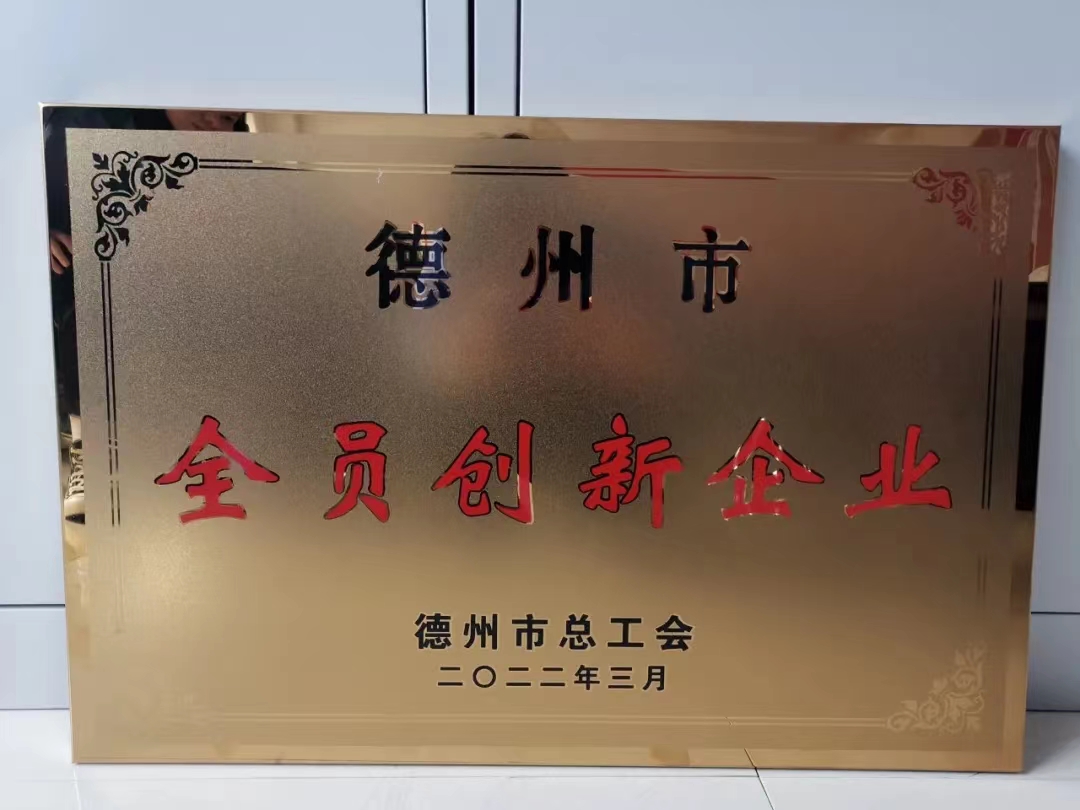 德州市
全员创新企业
德州市总工会
二〇二二年三月